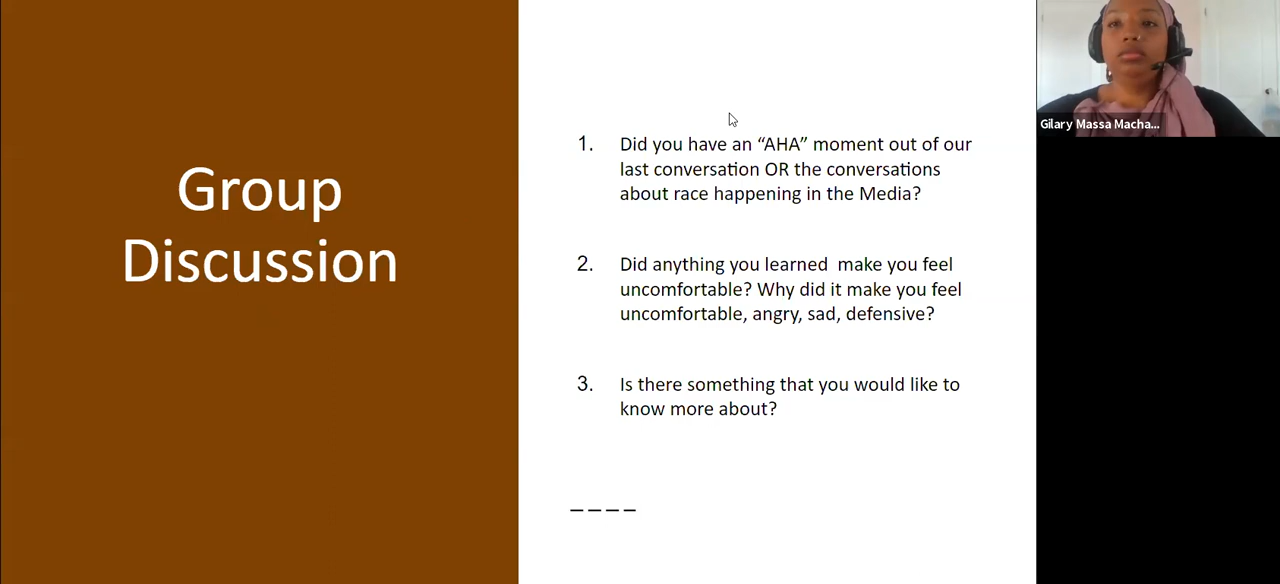 Group
Discussion
1. Did you have an “AHA” moment out of our
last conversation OR the conversations
about race happening in the Media?
2. Did anything you learned  make you feel
uncomfortable? Why did it make you feel
uncomfortable, angry, sad, defensive?
3. Is there something that you would like to
know more about?
Gilary Massa Macha...